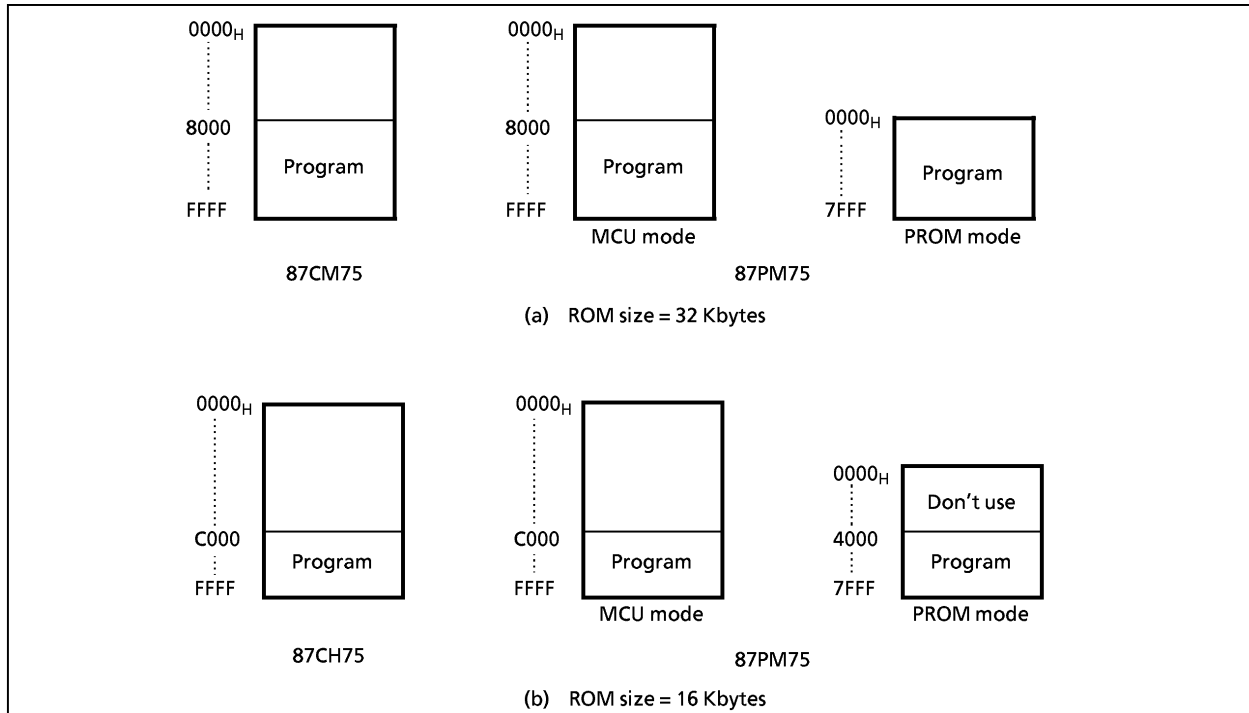 0000H
8000
Program
FFFF
87CM75
0000H
8000
Program
FFFF
MCU mode
0000H
Program
7FFF
PROM mode
87PM75
(a) ROM size = 32 Kbytes
0000H
C000
Program
FFFF
87CH75
0000H
C000
Program
FFFF
MCU mode
0000H
Don't use
4000
Program
7FFF
PROM mode
87PM75
(b) ROM size = 16 Kbytes